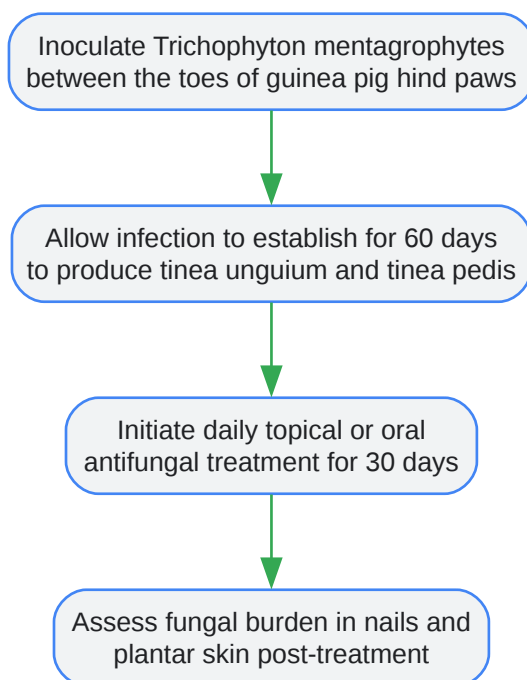 Inoculate Trichophyton mentagrophytes
between the toes of guinea pig hind paws
Allow infection to establish for 60 days
to produce tinea unguium and tinea pedis
Initiate daily topical or oral
antifungal treatment for 30 days
Assess fungal burden in nails and
plantar skin post-treatment